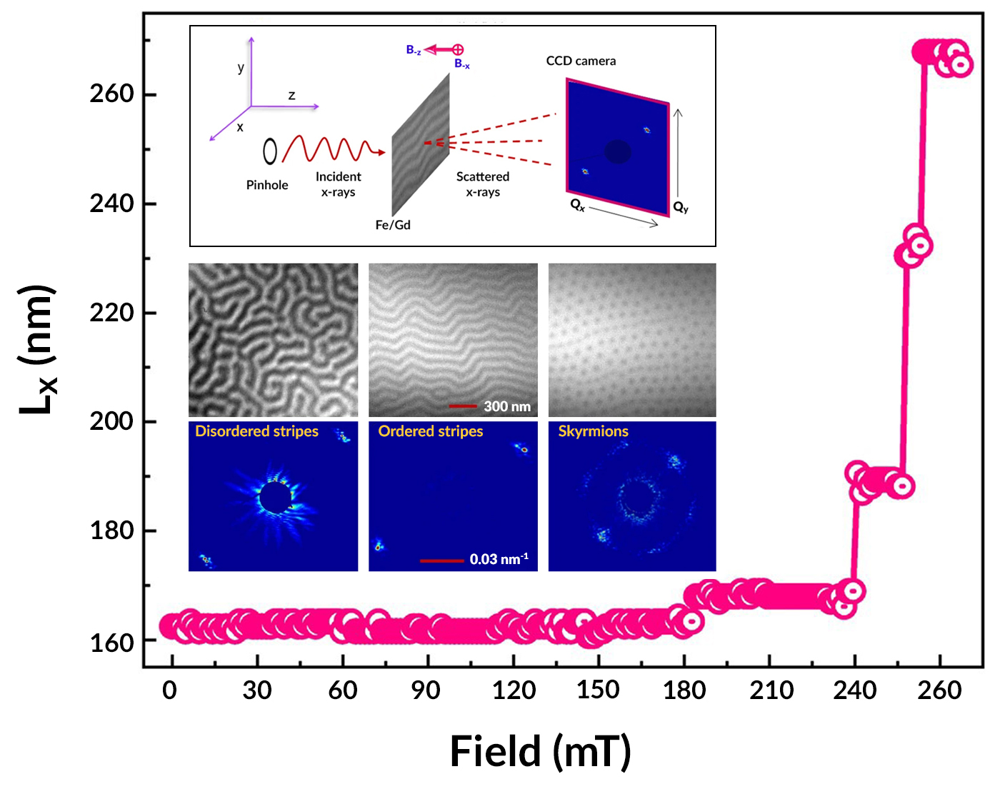 y
z
x
Pinhole
Incident
x-rays
B-z
B-x
Fe/Gd
Scattered
x-rays
CCD camera
Qx
Qy
300 nm
Disordered stripes
Ordered stripes
Skyrmions
0.03 nm-1
Lx (nm)
260
240
220
200
180
160
0 30 60 90 120 150 180 210 240 260
Field (mT)